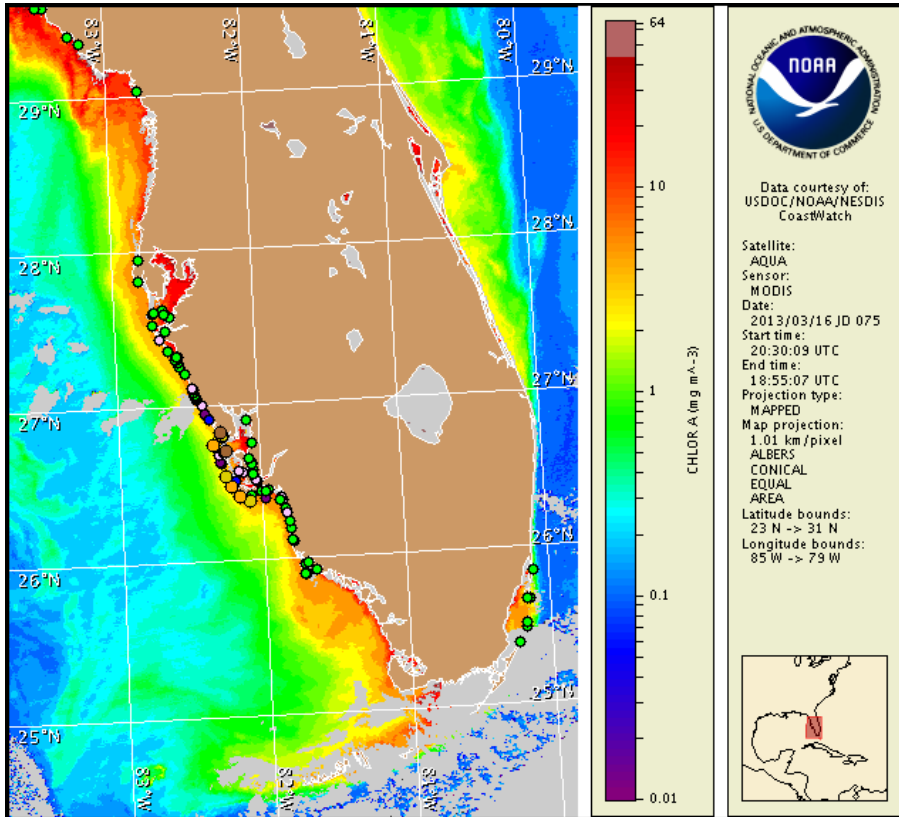 83°W
82°W
81°W
80°W
29°N
29°N
28°N
28°N
27°N
27°N
26°N
26°N
25°N
25°N
83°W
82°W
81°W
64
10
1
0.1
0.01
CHLOR A (mg m^-3)
NATIONAL OCEANIC AND ATMOSPHERIC ADMINISTRATION
NOAA
U.S. DEPARTMENT OF COMMERCE
Data courtesy of:
USDOC/NOAA/NESDIS
CoastWatch
Satellite:
AQUA
Sensor:
MODIS
Date:
2013/03/16 JD 075
Start time:
20:30:09 UTC
End time:
18:55:07 UTC
Projection type:
MAPPED
Map projection:
1.01 km/pixel
ALBERS
CONICAL
EQUAL
AREA
Latitude bounds:
23 N -> 31 N
Longitude bounds:
85 W -> 79 W